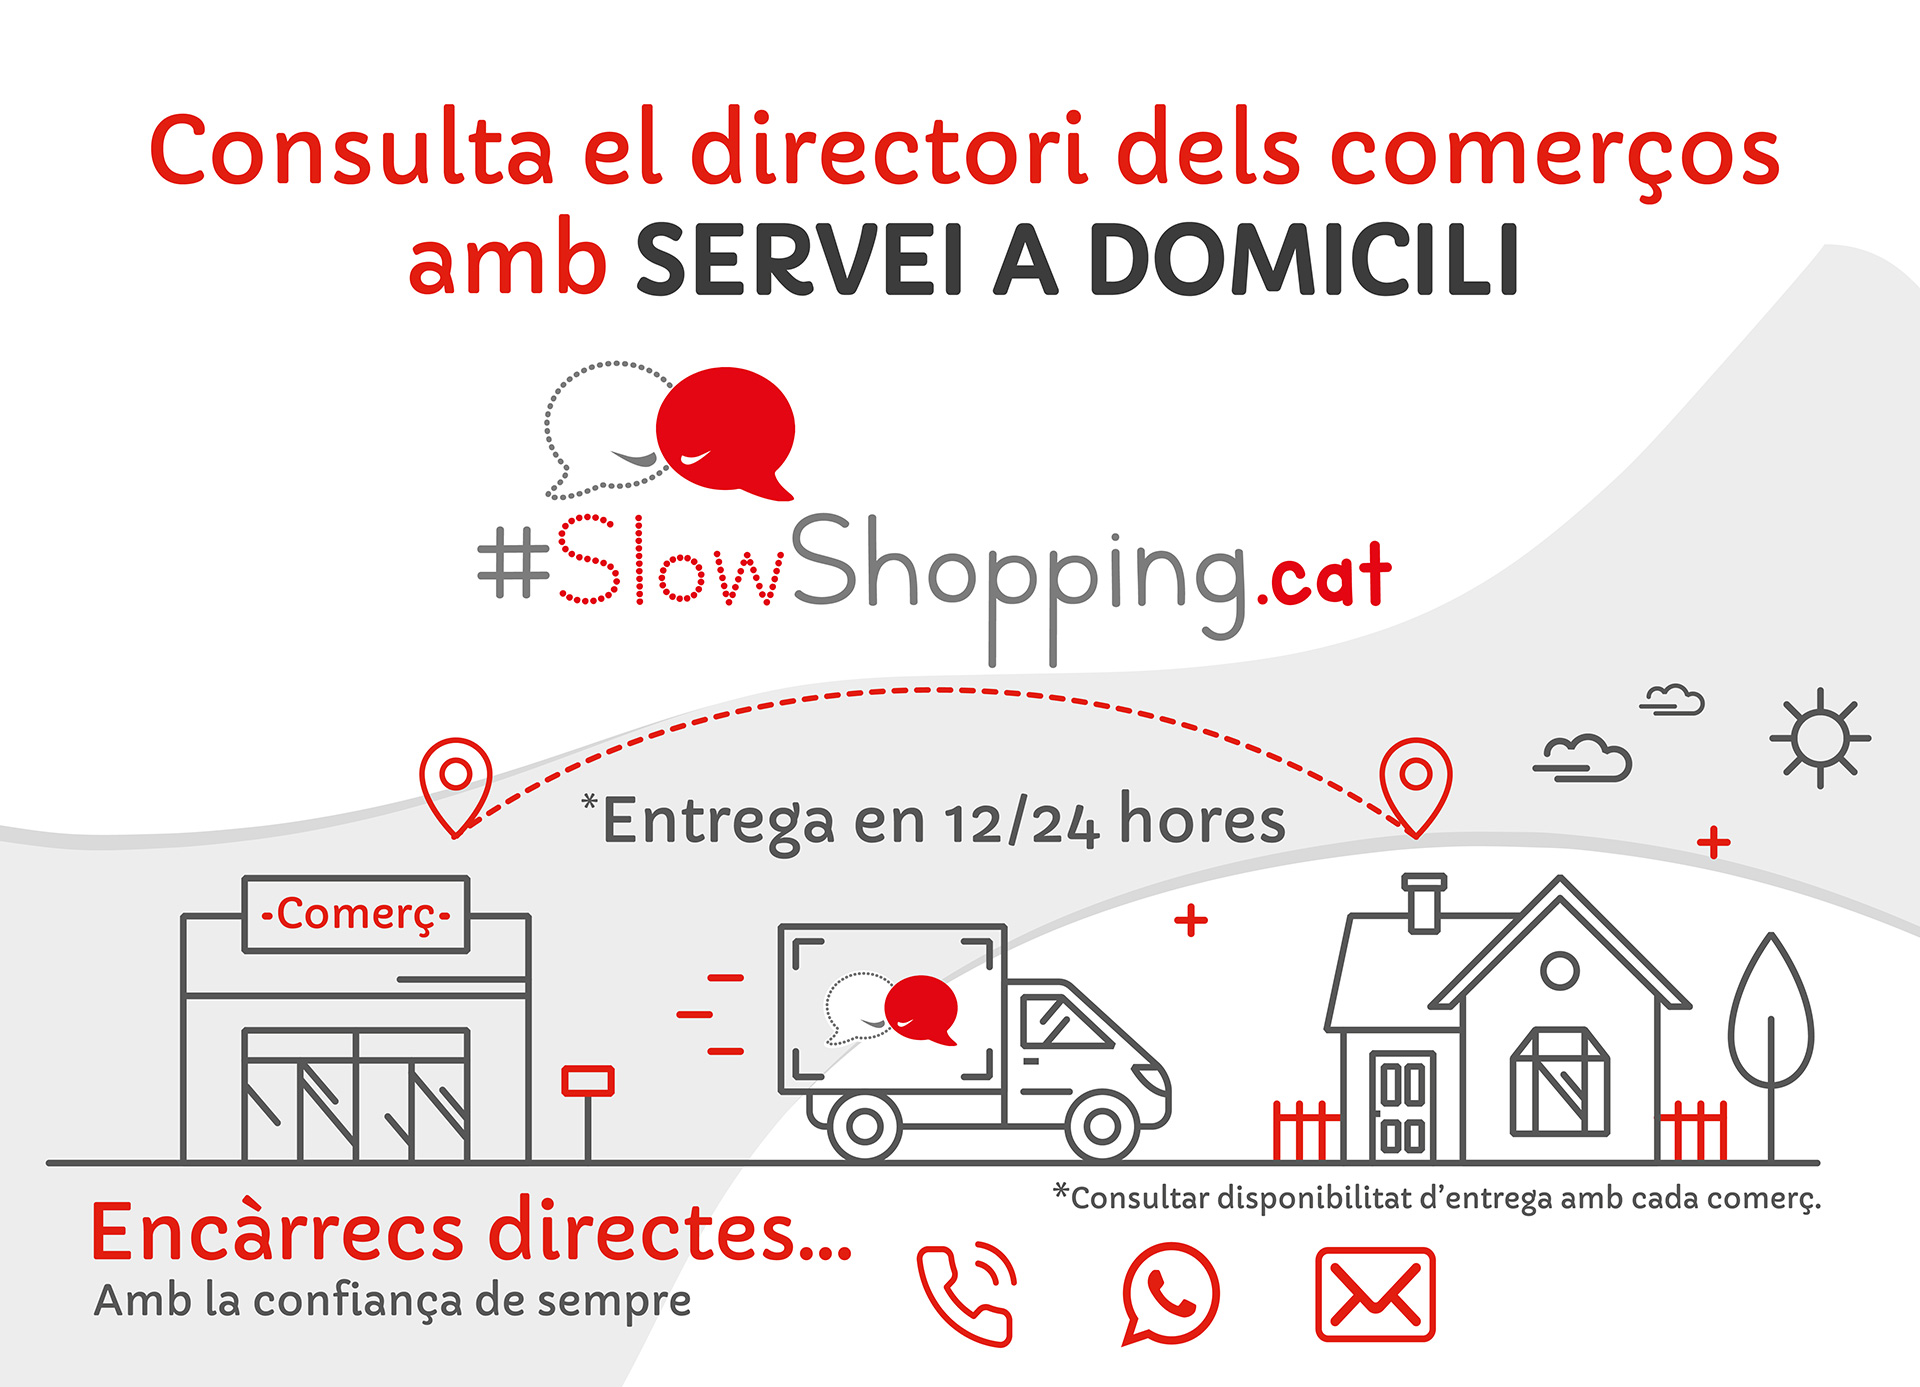 Consulta el directori dels comerços
amb SERVEI A DOMICILI
#SlowShopping.cat
*Entrega en 12/24 hores
-Comerç-
*Consultar disponibilitat d’entrega amb cada comerç.
Encàrrecs directes...
Amb la confiança de sempre